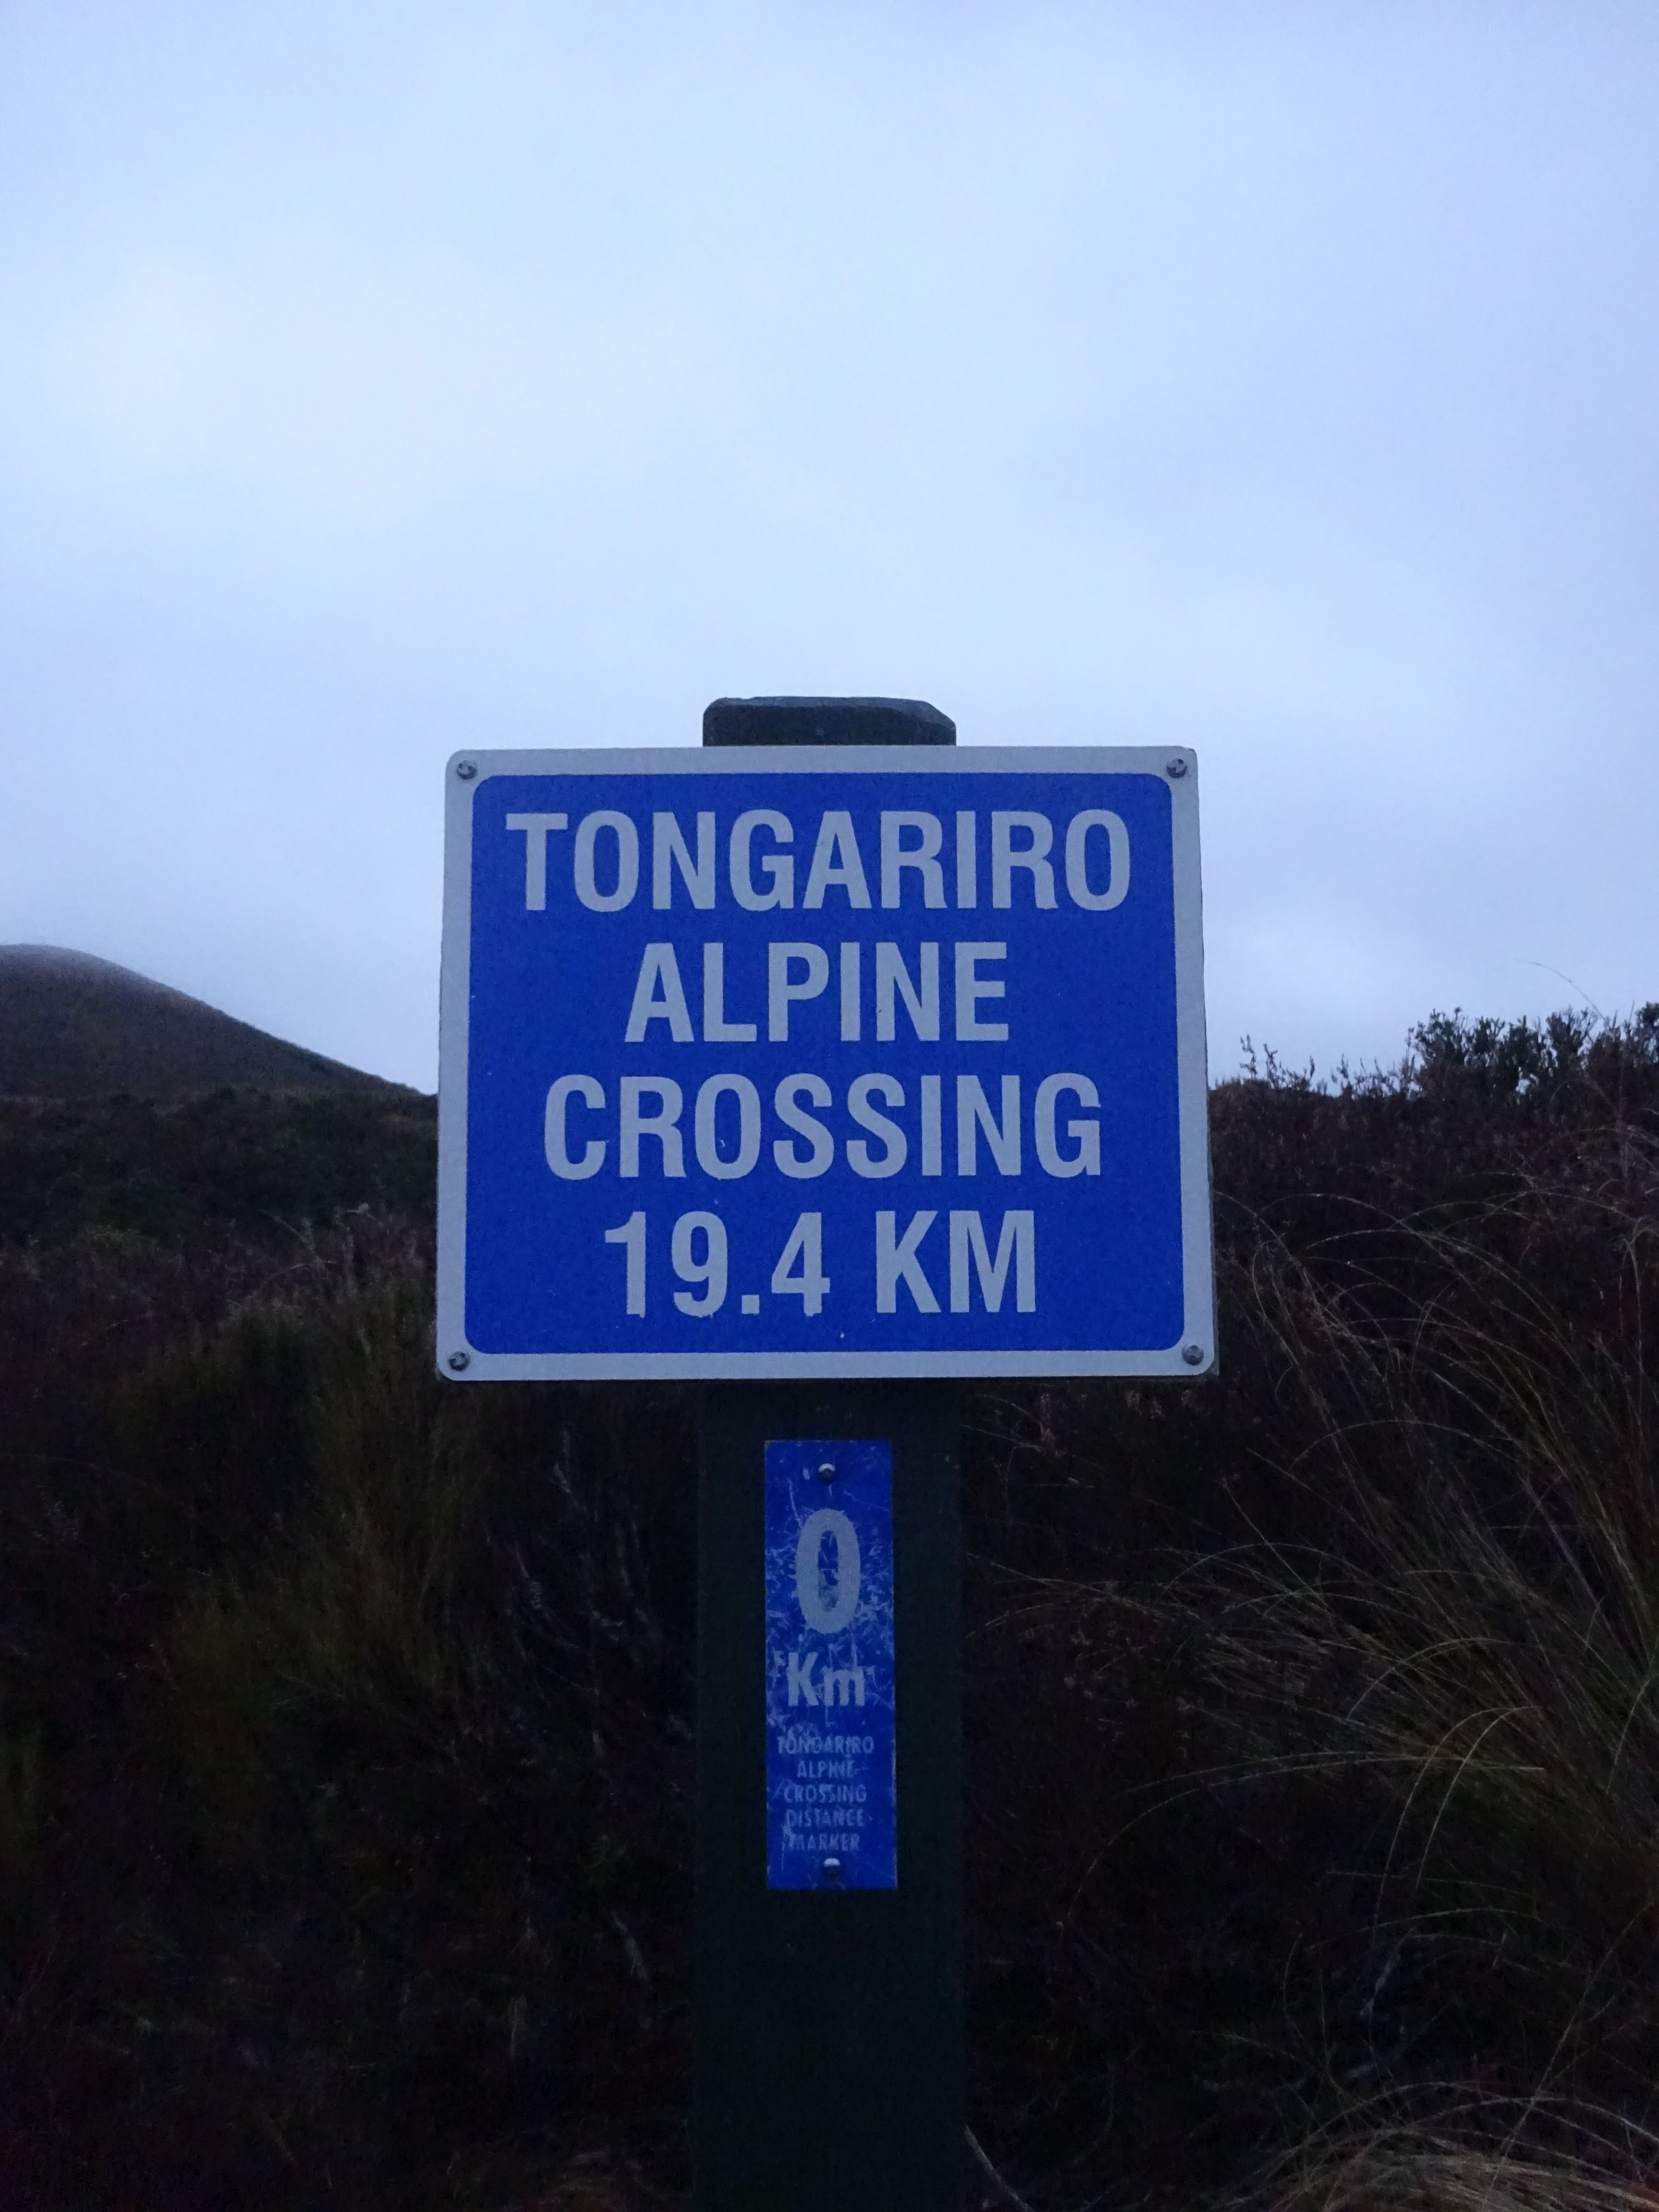 TONGARIRO
ALPINE
CROSSING
19.4 KM
0
Km
TONGARIRO
ALPINE
CROSSING
DISTANCE
MARKER